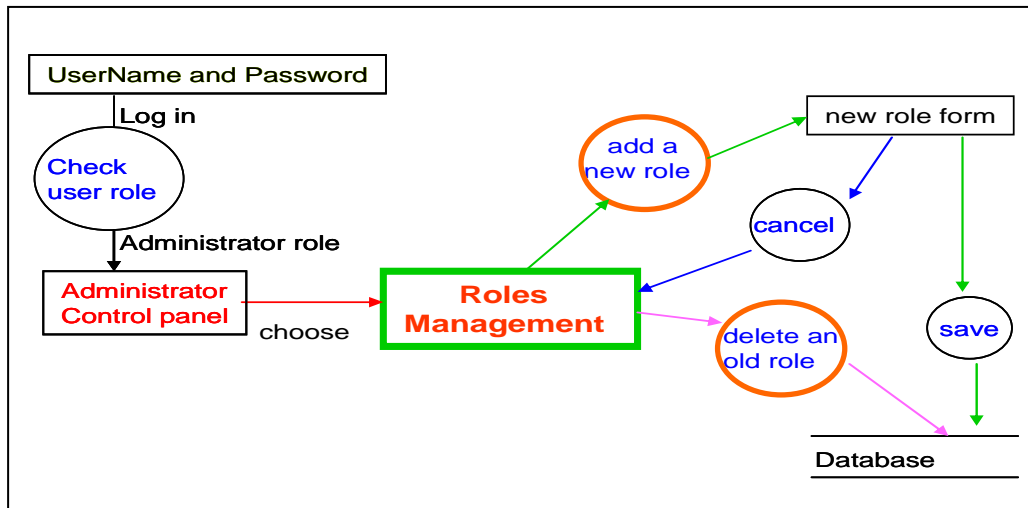 UserName and Password
Log in
Check
user role
Administrator role
Administrator
Control panel
choose
Roles
Management
add a
new role
new role form
cancel
delete an
old role
save
Database